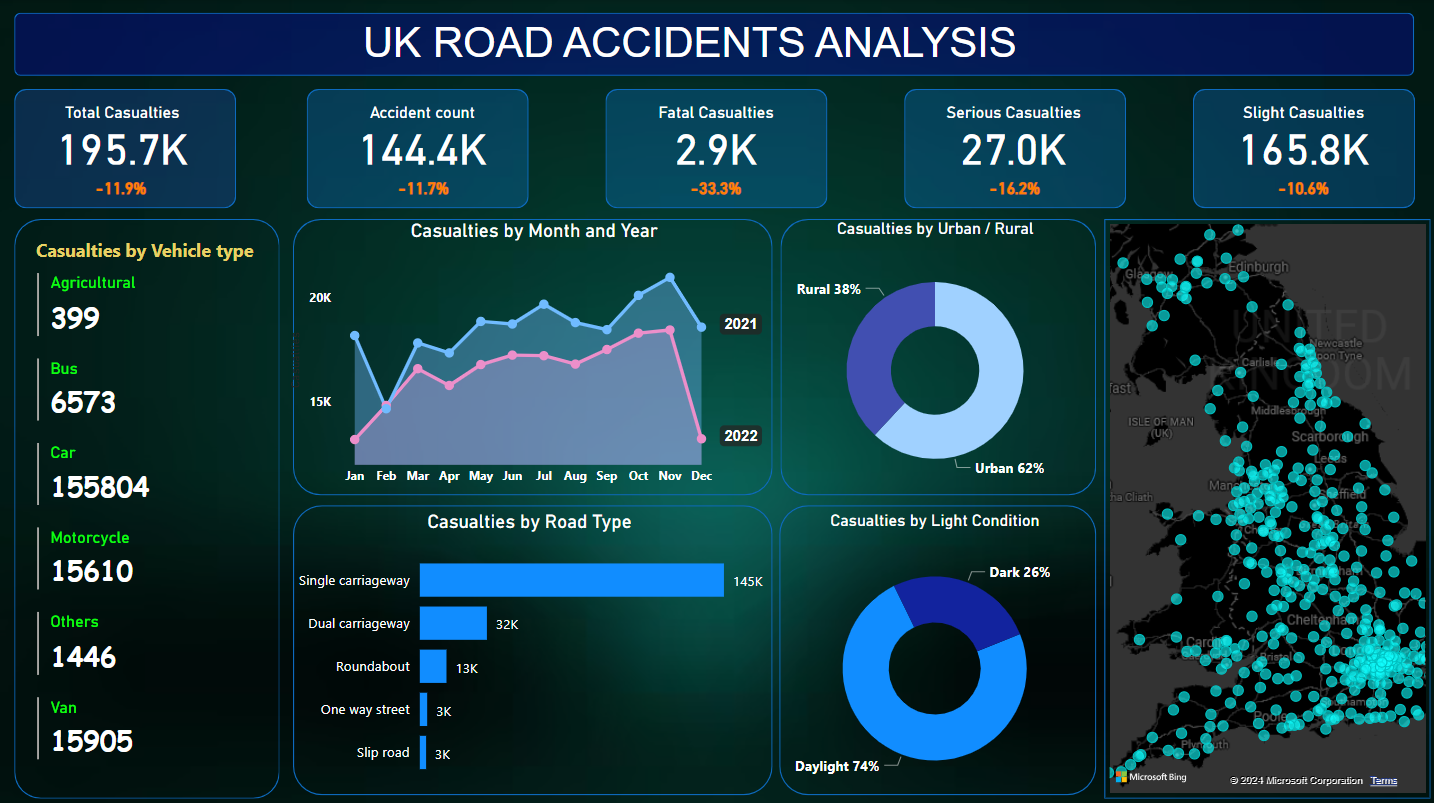 UK ROAD ACCIDENTS ANALYSIS
Total Casualties
195.7K
-11.9%
Accident count
144.4K
-11.7%
Fatal Casualties
2.9K
-33.3%
Serious Casualties
27.0K
-16.2%
Slight Casualties
165.8K
-10.6%
Casualties by Vehicle type
Agricultural
399
Bus
6573
Car
155804
Motorcycle
15610
Others
1446
Van
15905
Casualties by Month and Year
20K
15K
2021
2022
Jan Feb Mar Apr May Jun Jul Aug Sep Oct Nov Dec
Casualties by Urban / Rural
Rural 38%
Urban 62%
Casualties by Road Type
Single carriageway 145K
Dual carriageway 32K
Roundabout 13K
One way street 3K
Slip road 3K
Casualties by Light Condition
Dark 26%
Daylight 74%
Edinburgh
UNITED
KINGDOM
Newcastle
upon Tyne
Carlisle
ISLE OF MAN
(UK)
Middlesbrough
Scarborough
Leeds
Sheffield
Cheltenham
Bristol
Poole
Plymouth
Microsoft Bing
© 2024 Microsoft Corporation Terms